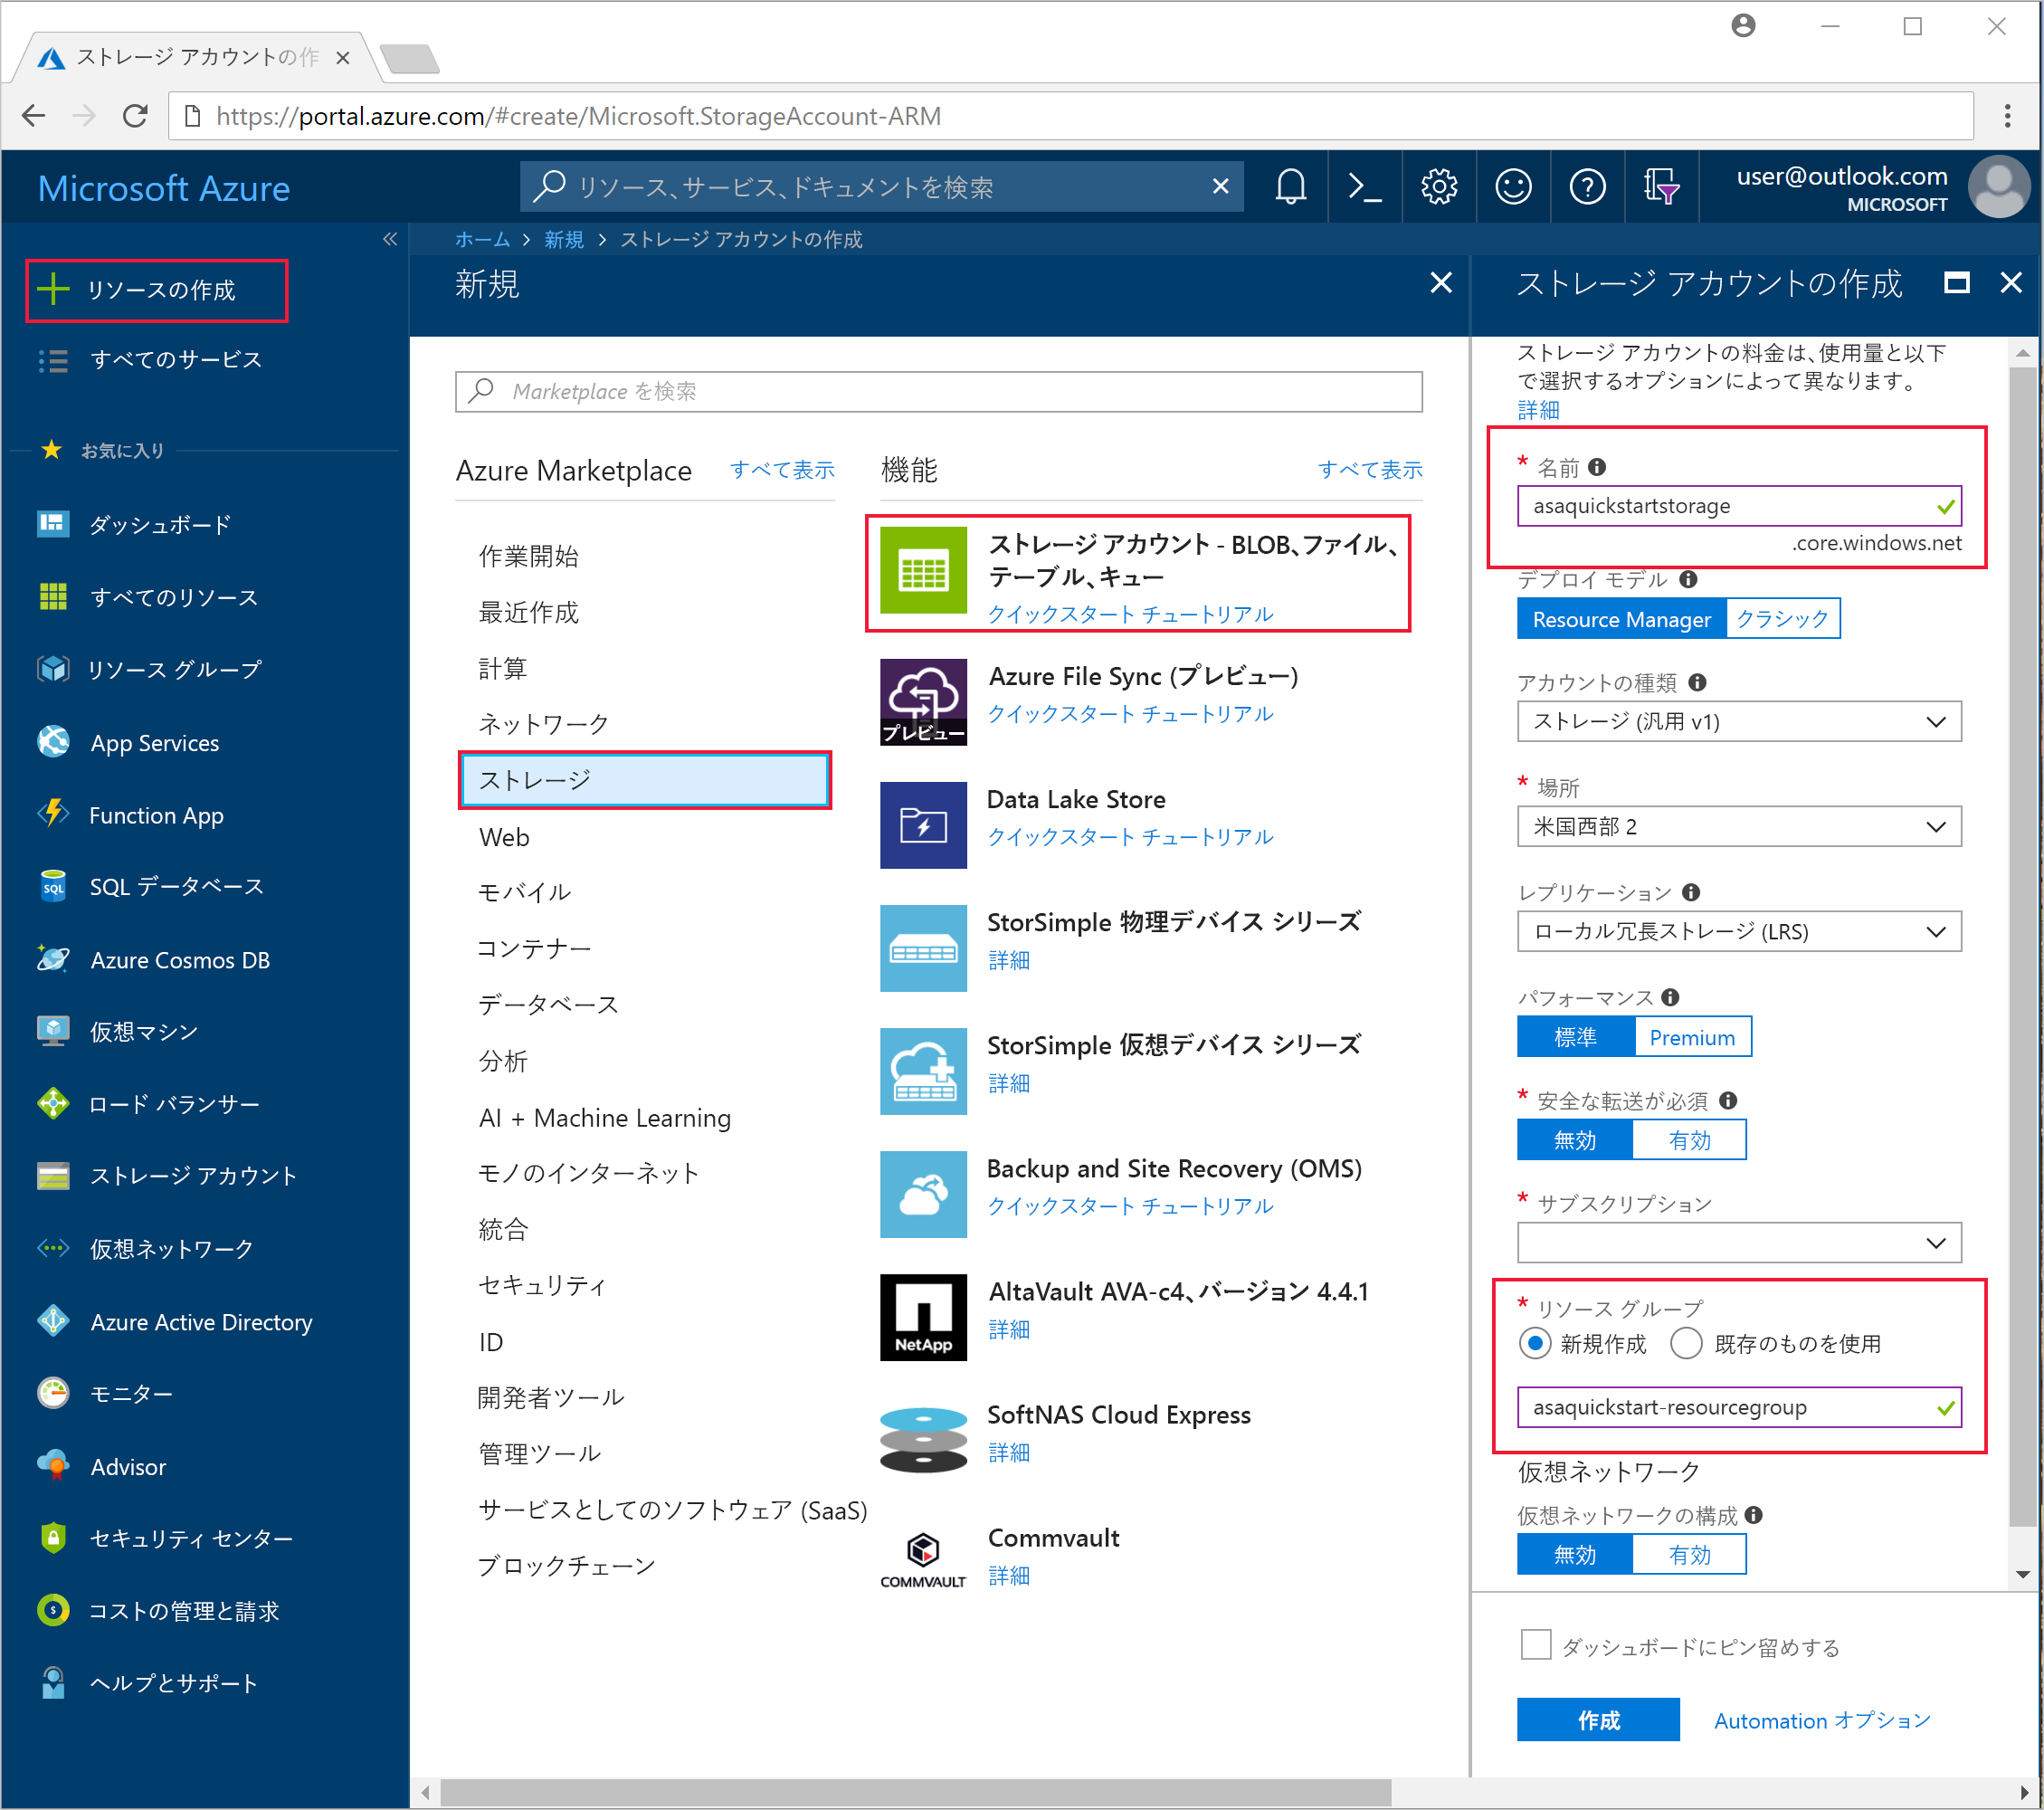 ストレージ アカウントの作
https://portal.azure.com/#create/Microsoft.StorageAccount-ARM
Microsoft Azure
リソース、サービス、ドキュメントを検索
user@outlook.com
MICROSOFT
リソースの作成
すべてのサービス
お気に入り
ダッシュボード
すべてのリソース
リソース グループ
App Services
Function App
SQL データベース
Azure Cosmos DB
仮想マシン
ロード バランサー
ストレージ アカウント
仮想ネットワーク
Azure Active Directory
モニター
Advisor
セキュリティ センター
コストの管理と請求
ヘルプとサポート
ホーム > 新規 > ストレージ アカウントの作成
新規
Marketplace を検索
Azure Marketplace すべて表示
作業開始
最近作成
計算
ネットワーク
ストレージ
Web
モバイル
コンテナー
データベース
分析
AI + Machine Learning
モノのインターネット
統合
セキュリティ
ID
開発者ツール
管理ツール
サービスとしてのソフトウェア (SaaS)
ブロックチェーン
機能 すべて表示
ストレージ アカウント - BLOB、ファイル、
テーブル、キュー
クイックスタート チュートリアル
プレビュー
Azure File Sync (プレビュー)
クイックスタート チュートリアル
Data Lake Store
クイックスタート チュートリアル
StorSimple 物理デバイス シリーズ
詳細
StorSimple 仮想デバイス シリーズ
詳細
Backup and Site Recovery (OMS)
クイックスタート チュートリアル
NetApp
AltaVault AVA-c4、バージョン 4.4.1
詳細
SoftNAS Cloud Express
詳細
COMMVAULT
Commvault
詳細
ストレージ アカウントの作成
ストレージ アカウントの料金は、使用量と以下
で選択するオプションによって異なります。
詳細
* 名前
asaquickstartstorage
.core.windows.net
デプロイ モデル
Resource Manager クラシック
アカウントの種類
ストレージ (汎用 v1)
* 場所
米国西部 2
レプリケーション
ローカル冗長ストレージ (LRS)
パフォーマンス
標準 Premium
* 安全な転送が必須
無効 有効
* サブスクリプション
* リソース グループ
新規作成 既存のものを使用
asaquickstart-resourcegroup
仮想ネットワーク
仮想ネットワークの構成
無効 有効
ダッシュボードにピン留めする
作成 Automation オプション